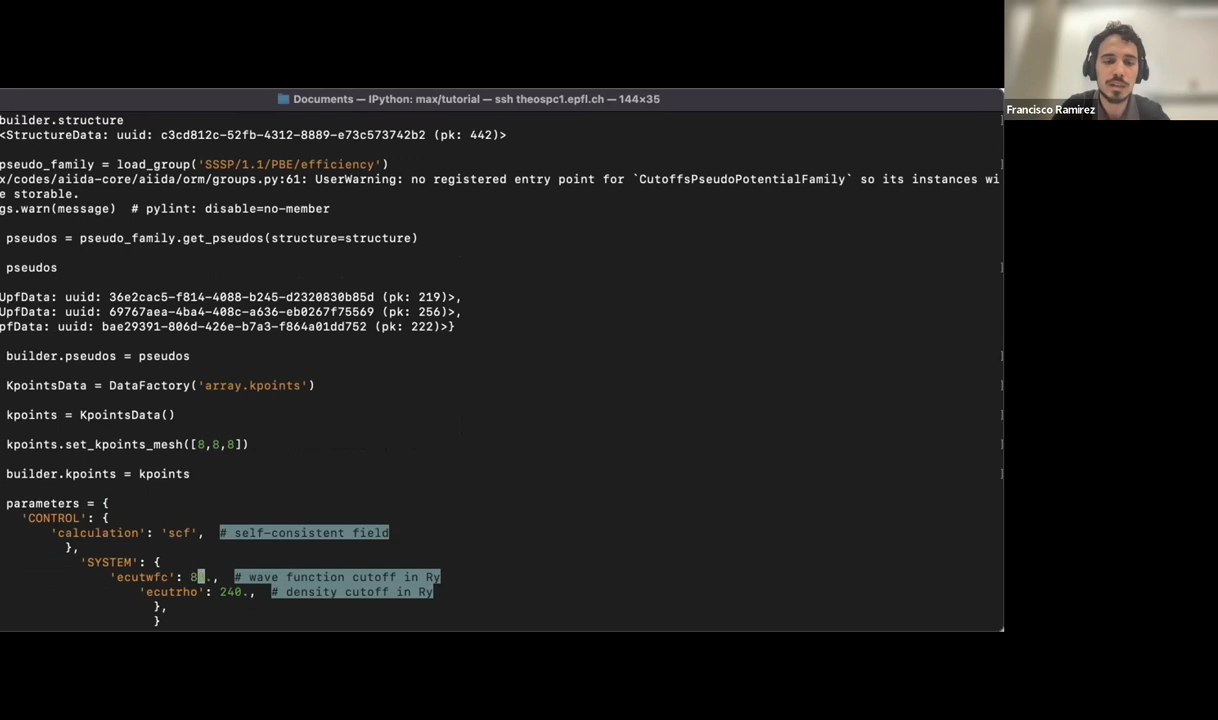 Documents — IPython: max/tutorial — ssh theospc1.epfl.ch — 144×35
Francisco Ramirez
builder.structure
<StructureData: uuid: c3cd812c-52fb-4312-8889-e73c573742b2 (pk: 442)>
pseudo_family = load_group('SSSP/1.1/PBE/efficiency')
x/codes/aiida-core/aiida/orm/groups.py:61: UserWarning: no registered entry point for `CutoffsPseudoPotentialFamily` so its instances wi
e storable.
gs.warn(message)  # pylint: disable=no-member
pseudos = pseudo_family.get_pseudos(structure=structure)
pseudos
UpfData: uuid: 36e2cac5-f814-4088-b245-d2320830b85d (pk: 219)>,
UpfData: uuid: 69767aea-4ba4-408c-a636-eb0267f75569 (pk: 256)>,
pfData: uuid: bae29391-806d-426e-b7a3-f864a01dd752 (pk: 222)>}
builder.pseudos = pseudos
KpointsData = DataFactory('array.kpoints')
kpoints = KpointsData()
kpoints.set_kpoints_mesh([8,8,8])
builder.kpoints = kpoints
parameters = {
'CONTROL': {
'calculation': 'scf',  # self-consistent field
},
'SYSTEM': {
'ecutwfc': 8 .,  # wave function cutoff in Ry
'ecutrho': 240.,  # density cutoff in Ry
},
}